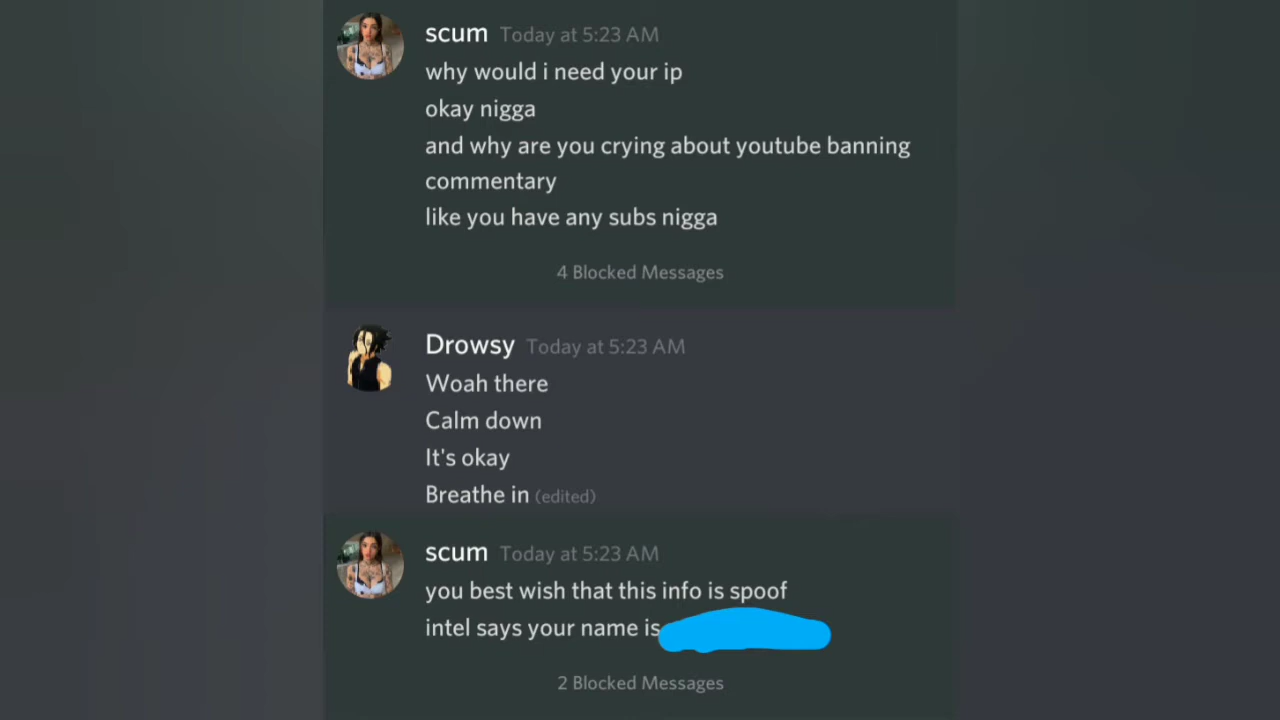 scum Today at 5:23 AM
why would i need your ip
okay nigga
and why are you crying about youtube banning
commentary
like you have any subs nigga
4 Blocked Messages
Drowsy Today at 5:23 AM
Woah there
Calm down
It's okay
Breathe in (edited)
scum Today at 5:23 AM
you best wish that this info is spoof
intel says your name is
2 Blocked Messages